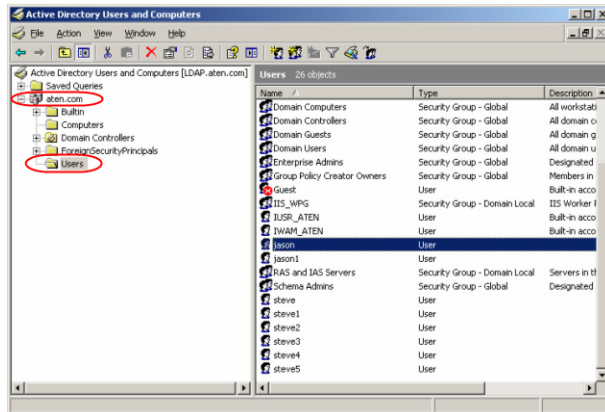 Active Directory Users and Computers
File Action View Window Help
Active Directory Users and Computers [LDAP.aten.com]
Saved Queries
aten.com
Builtin
Computers
Domain Controllers
ForeignSecurityPrincipals
Users
Users 26 objects
Name Type Description
Domain Computers Security Group - Global All workstati
Domain Controllers Security Group - Global All domain c
Domain Guests Security Group - Global All domain g
Domain Users Security Group - Global All domain u
Enterprise Admins Security Group - Global Designated
Group Policy Creator Owners Security Group - Global Members in
Guest User Built-in acco
IIS_WPG Security Group - Domain Local IIS Worker
IUSR_ATEN User Built-in acco
IWAM_ATEN User Built-in acco
jason User
jason1 User
RAS and IAS Servers Security Group - Domain Local Servers in th
Schema Admins Security Group - Global Designated
steve User
steve1 User
steve2 User
steve3 User
steve4 User
steve5 User